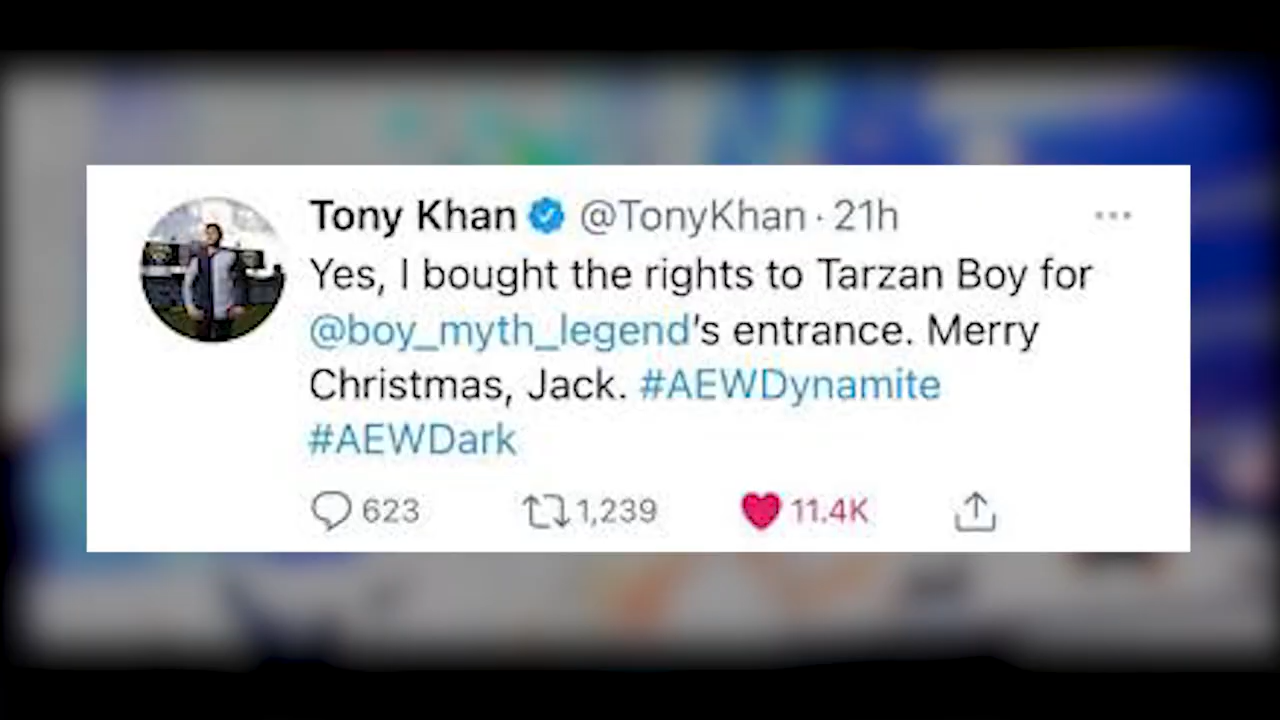 Tony Khan @TonyKhan · 21h
Yes, I bought the rights to Tarzan Boy for
@boy_myth_legend's entrance. Merry
Christmas, Jack. #AEWDynamite
#AEWDark
623 1,239 11.4K